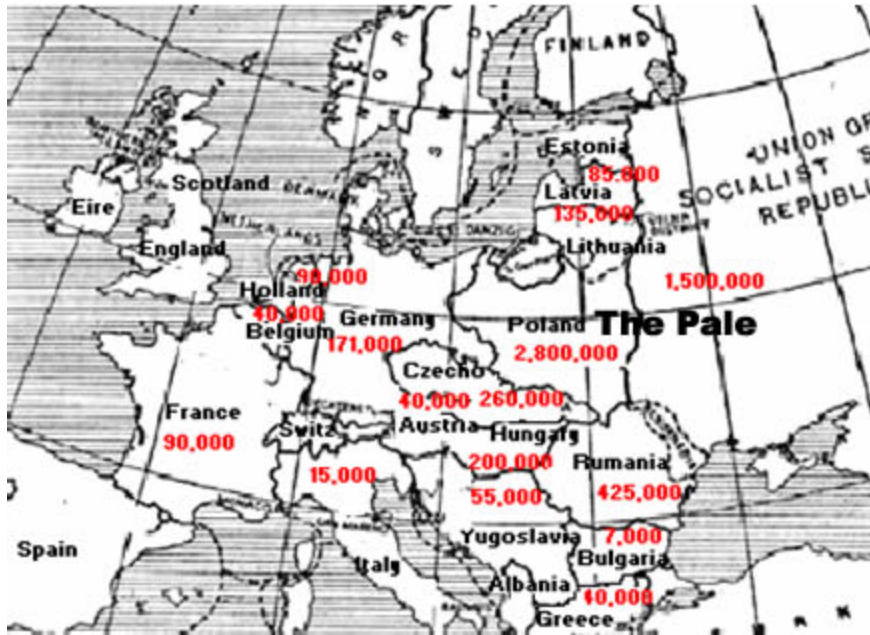 FINLAND
Estonia
85,800
UNION OF
SOCIALIST S
REPUBLI
Latvia
135,000
Scotland
DENMARK
Eire
NETHERLANDS
DANZIG
England
Lithuania
90,000
1,500,000
Holland
40,000
Belgium
Germany
171,000
Poland
The Pale
2,800,000
Czecho
40,000
260,000
France
90,000
Switz
Austria
Hungary
200,000
Rumania
15,000
55,000
425,000
Spain
Yugoslavia
7,000
Bulgaria
Italy
Albania
Greece